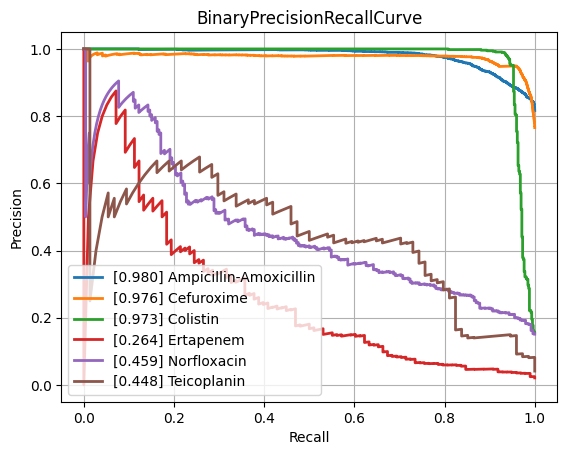 BinaryPrecisionRecallCurve
1.0
0.8
0.6
0.4
0.2
0.0
Precision
[0.980] Ampicillin-Amoxicillin
[0.976] Cefuroxime
[0.973] Colistin
[0.264] Ertapenem
[0.459] Norfloxacin
[0.448] Teicoplanin
0.0 0.2 0.4 0.6 0.8 1.0
Recall